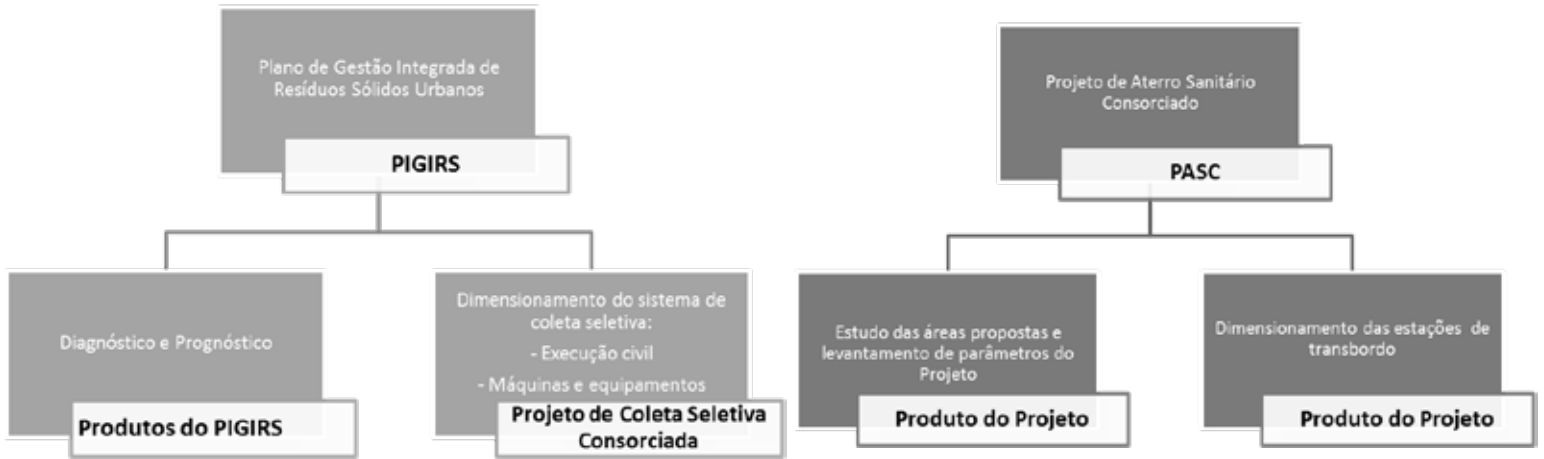 Plano de Gestão Integrada de
Resíduos Sólidos Urbanos
PIGIRS
Diagnóstico e Prognóstico
Produtos do PIGIRS
Dimensionamento do sistema de
coleta seletiva:
- Execução civil
- Máquinas e equipamentos
Projeto de Coleta Seletiva
Consorciada
Projeto de Aterro Sanitário
Consorciado
PASC
Estudo das áreas propostas e
levantamento de parâmetros do
Projeto
Produto do Projeto
Dimensionamento das estações de
transbordo
Produto do Projeto